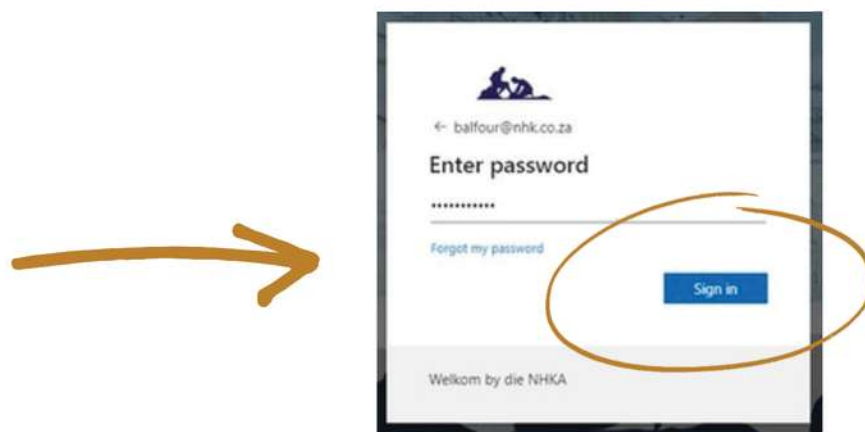 ← balfour@nhk.co.za
Enter password
•••••••••••
Forgot my password
Sign in
Welkom by die NHKA